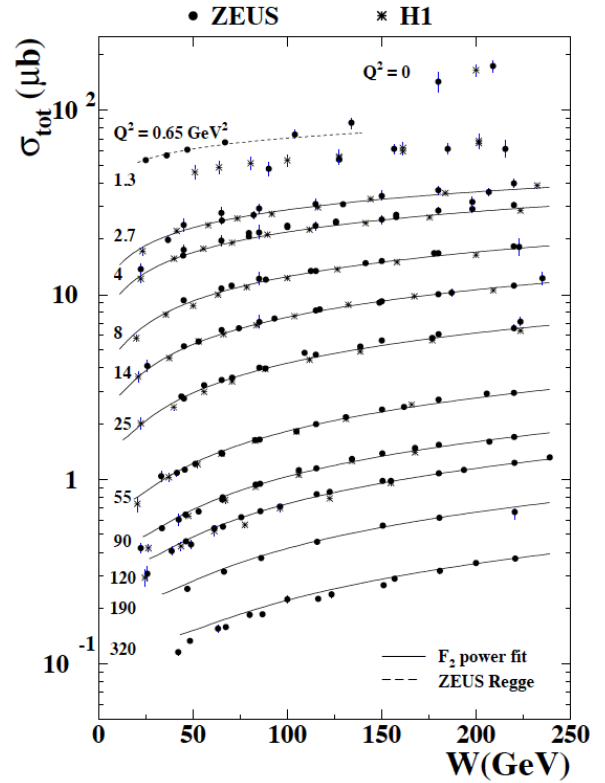 ZEUS H1
σtot (μb)
Q² = 0
10²
Q² = 0.65 GeV²
1.3
2.7
4
10
8
14
25
1
55
90
120
190
320
10⁻¹
F₂ power fit
ZEUS Regge
0 50 100 150 200 250
W(GeV)